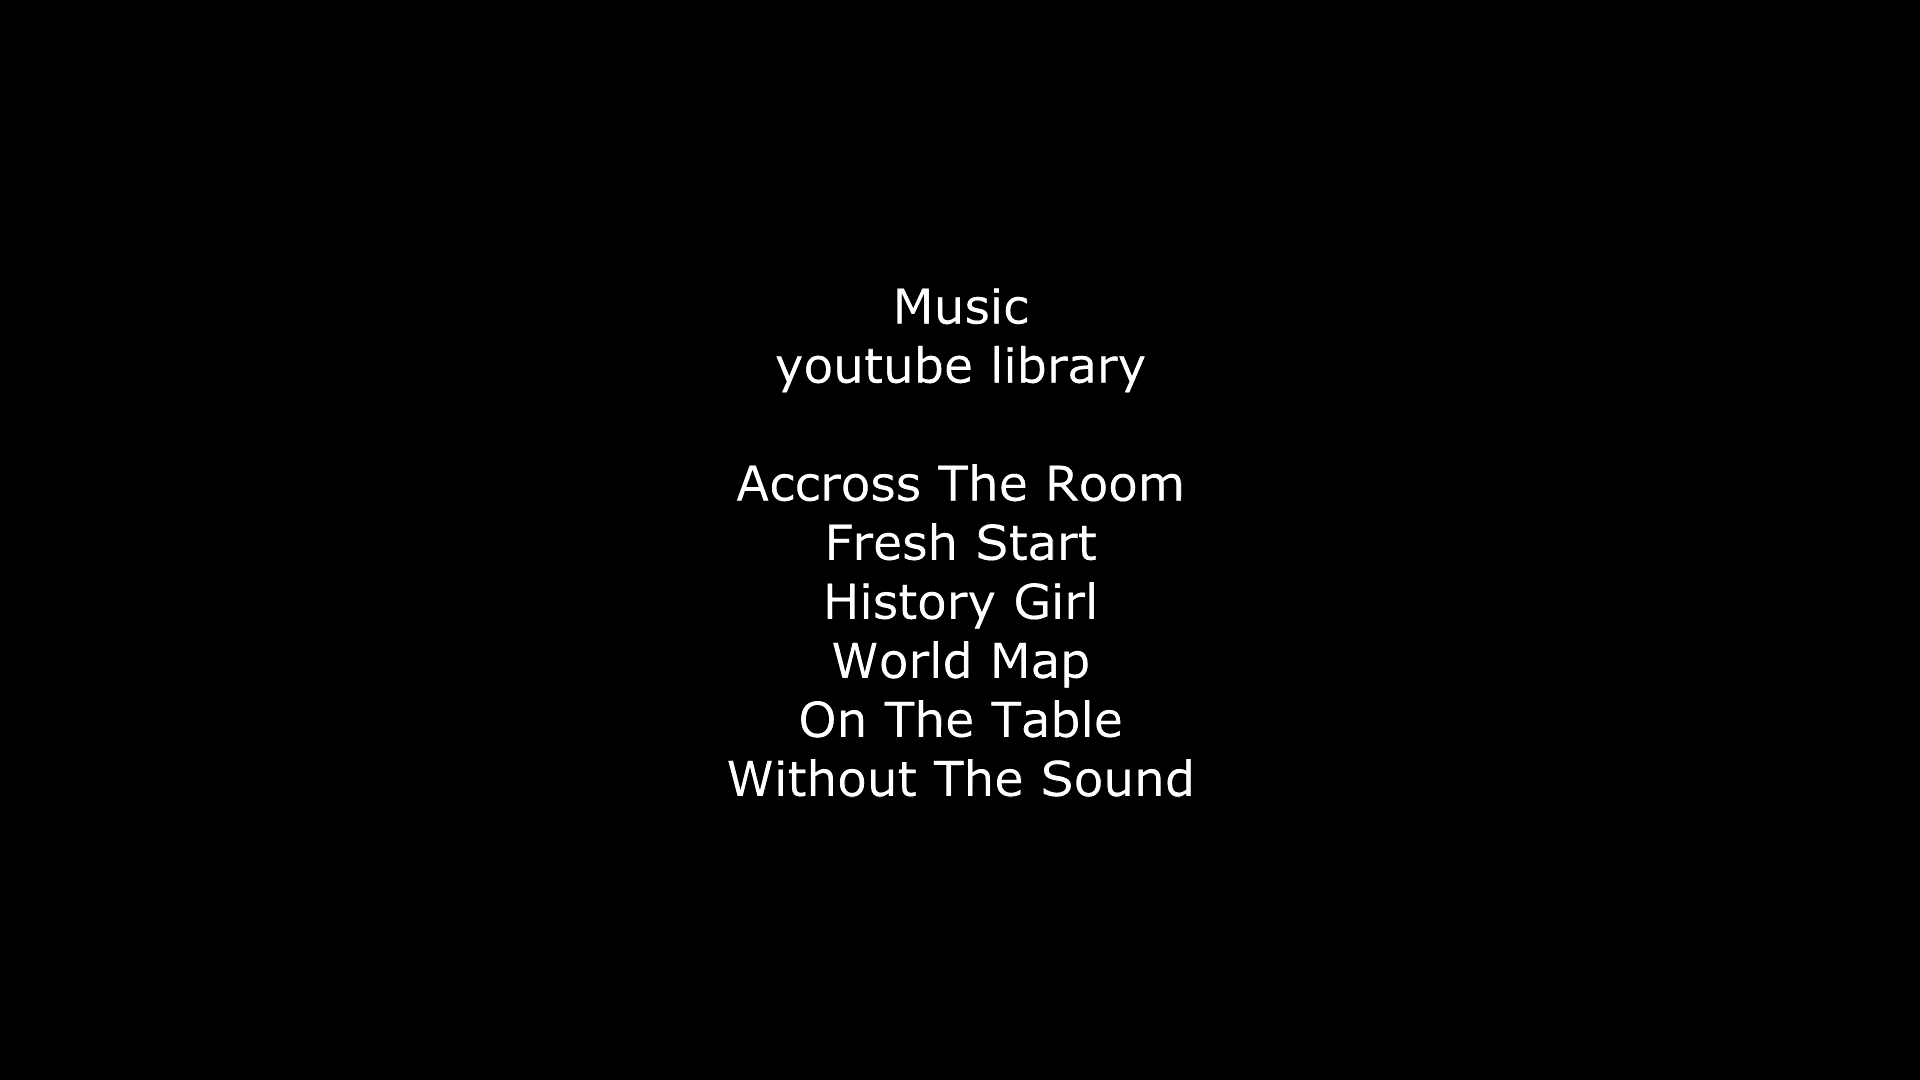 Music
youtube library
Accross The Room
Fresh Start
History Girl
World Map
On The Table
Without The Sound